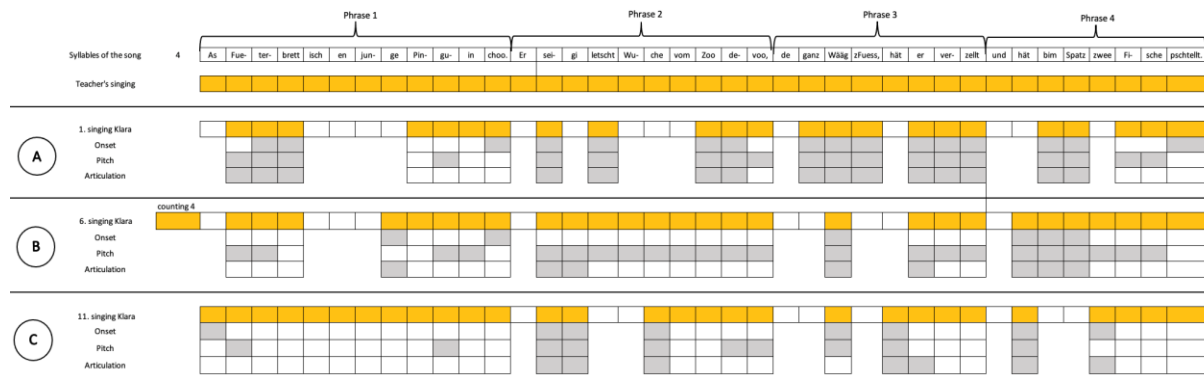 Phrase 1 Phrase 2 Phrase 3 Phrase 4
Syllables of the song 4 As Fue- ter- brett isch en jun- ge Pin- gu- in choo. Er sei- gi letscht Wu- che vom Zoo de- voo, de ganz Wääg zFuess, hät er ver- zellt und hät bim Spatz zwee Fi- sche pschtellt.
Teacher's singing
1. singing Klara
A Onset
Pitch
Articulation
counting 4
6. singing Klara
B Onset
Pitch
Articulation
11. singing Klara
C Onset
Pitch
Articulation